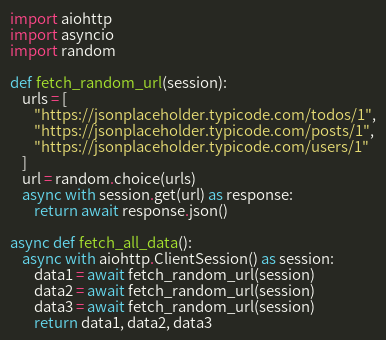 import aiohttp
import asyncio
import random

def fetch_random_url(session):
    urls = [
        "https://jsonplaceholder.typicode.com/todos/1",
        "https://jsonplaceholder.typicode.com/posts/1",
        "https://jsonplaceholder.typicode.com/users/1"
    ]
    url = random.choice(urls)
    async with session.get(url) as response:
        return await response.json()

async def fetch_all_data():
    async with aiohttp.ClientSession() as session:
        data1 = await fetch_random_url(session)
        data2 = await fetch_random_url(session)
        data3 = await fetch_random_url(session)
        return data1, data2, data3